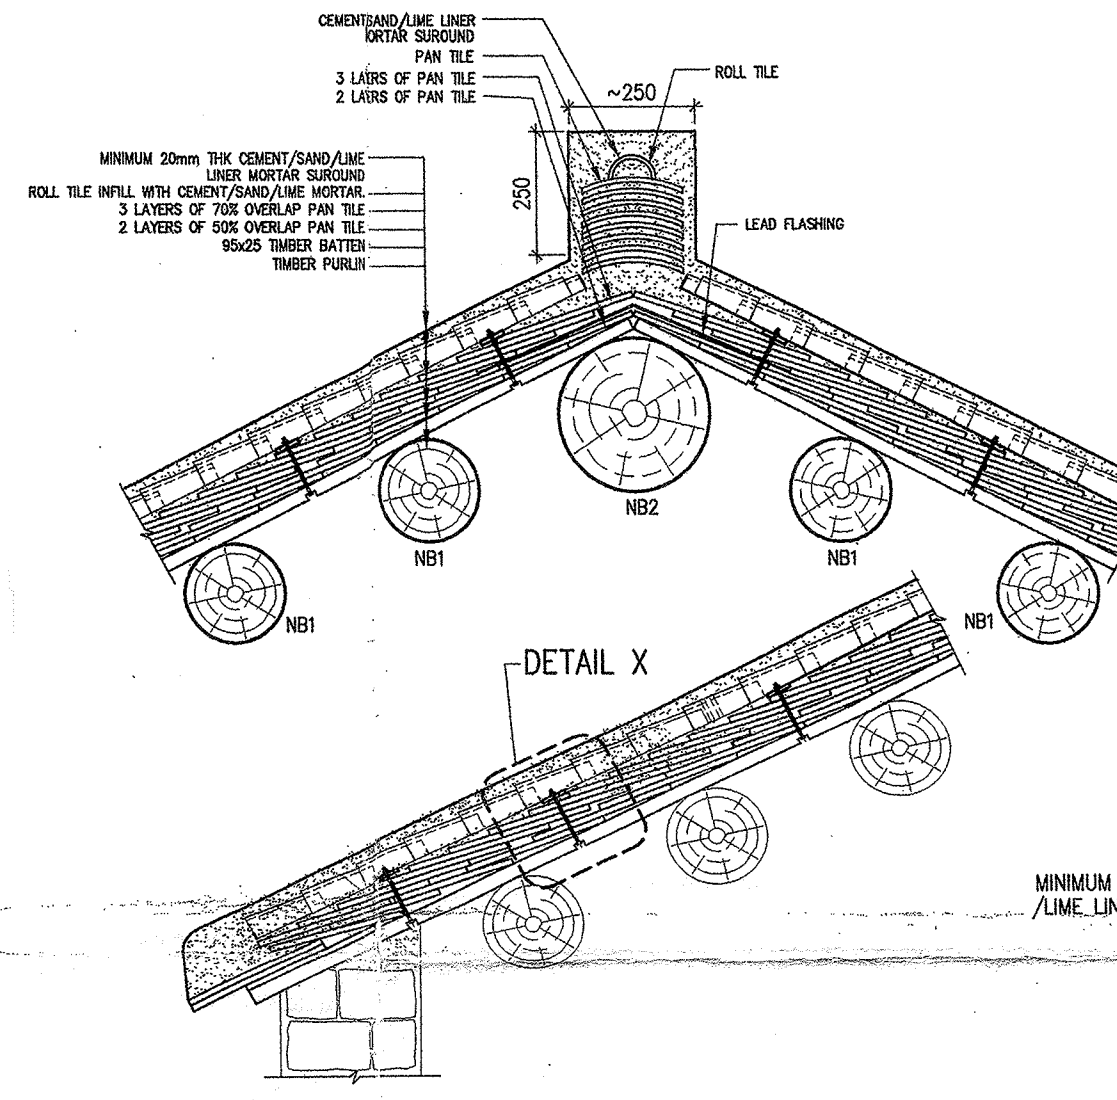 CEMENTSAND/LIME LINER
MORTAR SUROUND
PAN TILE
3 LAIRS OF PAN TILE
2 LAIRS OF PAN TILE
ROLL TILE
~250
250
MINIMUM 20mm THK CEMENT/SAND/LIME
LINER MORTAR SUROUND
ROLL TILE INFILL WITH CEMENT/SAND/LIME MORTAR.
3 LAYERS OF 70% OVERLAP PAN TILE
2 LAYERS OF 50% OVERLAP PAN TILE
95x25 TIMBER BATTEN
TIMBER PURLIN
LEAD FLASHING
NB2
NB1
NB1
NB1
NB1
DETAIL X
MINIMUM
/LIME LIN